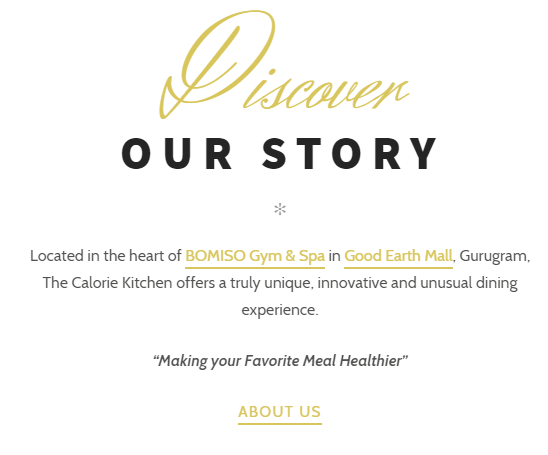 Discover
OUR STORY
*
Located in the heart of BOMISO Gym & Spa in Good Earth Mall, Gurugram,
The Calorie Kitchen offers a truly unique, innovative and unusual dining
experience.
“Making your Favorite Meal Healthier”
ABOUT US